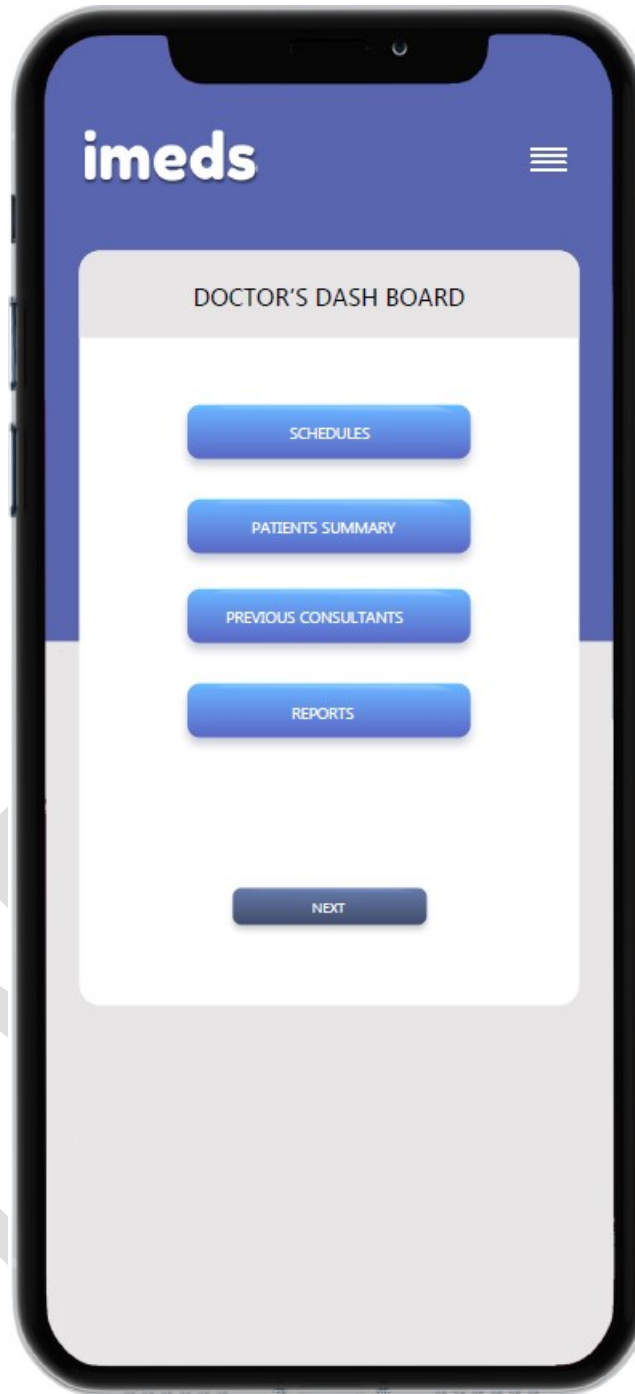 imeds
DOCTOR'S DASH BOARD
SCHEDULES
PATIENTS SUMMARY
PREVIOUS CONSULTANTS
REPORTS
NEXT